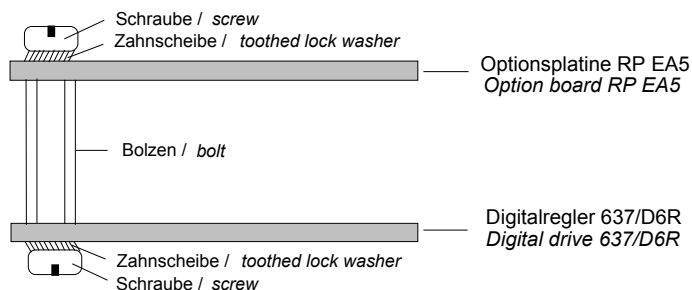 Schraube / screw
Zahnscheibe / toothed lock washer
Optionsplatine RP EA5
Option board RP EA5
Bolzen / bolt
Digitalregler 637/D6R
Digital drive 637/D6R
Zahnscheibe / toothed lock washer
Schraube / screw